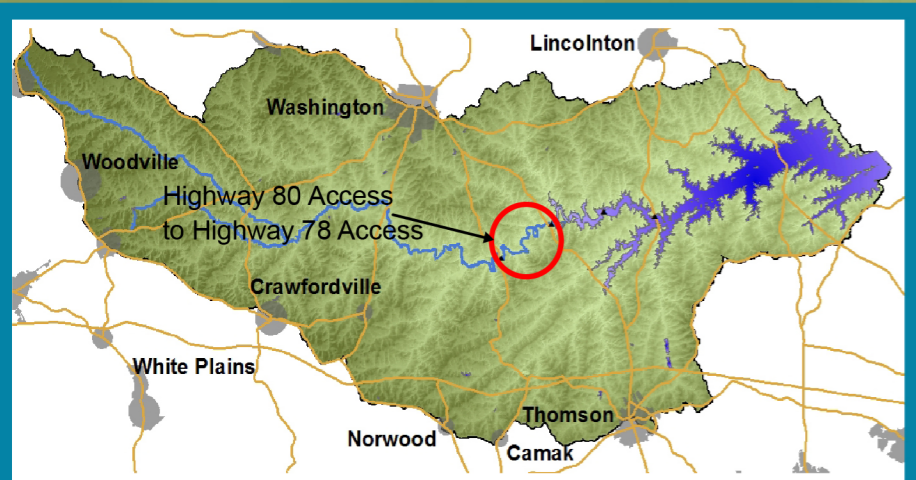 Lincolnton
Washington
Woodville
Highway 80 Access
to Highway 78 Access
Crawfordville
White Plains
Thomson
Norwood
Camak